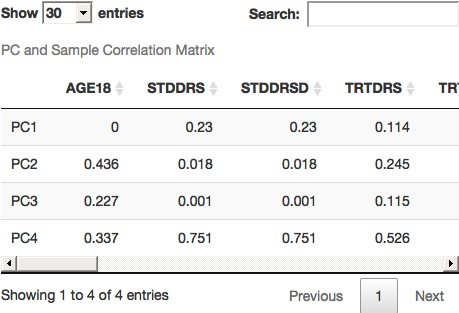 Show 30 entries Search:
PC and Sample Correlation Matrix
AGE18 STDDRS STDDRSD TRTDRS TRT
PC1 0 0.23 0.23 0.114
PC2 0.436 0.018 0.018 0.245
PC3 0.227 0.001 0.001 0.115
PC4 0.337 0.751 0.751 0.526
Showing 1 to 4 of 4 entries Previous 1 Next